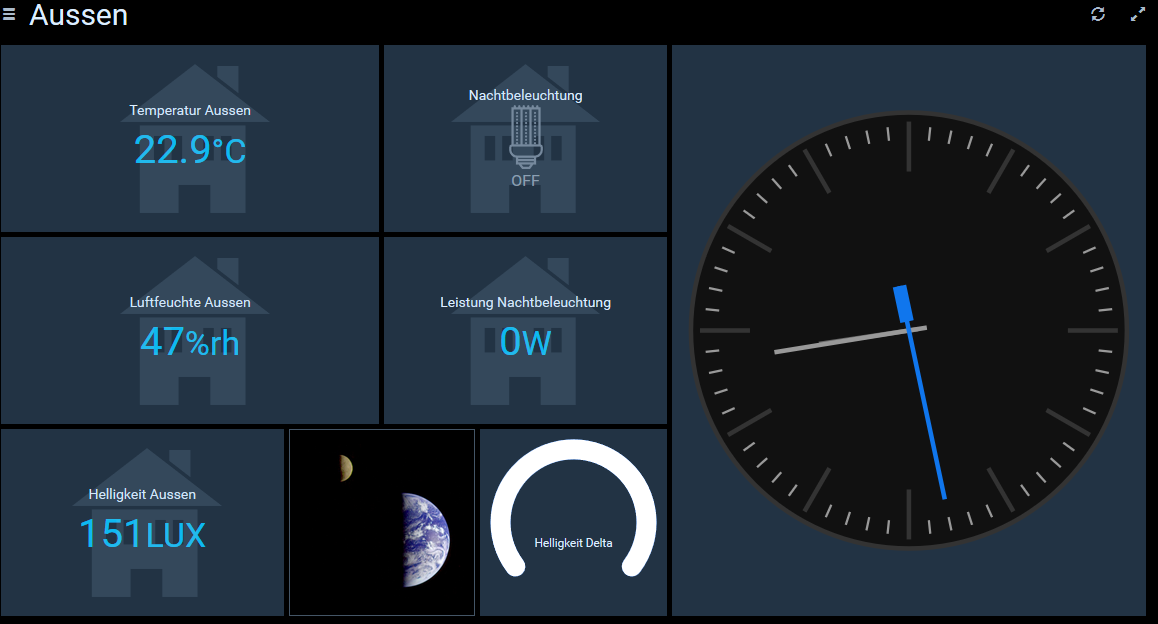 Aussen
Temperatur Aussen
22.9°C
Nachtbeleuchtung
OFF
Luftfeuchte Aussen
47%rh
Leistung Nachtbeleuchtung
0W
Helligkeit Aussen
151LUX
Helligkeit Delta